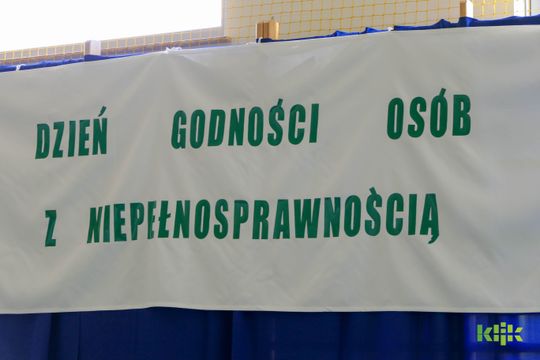 DZIEŃ GODNOŚCI OSÓB
Z NIEPEŁNOSPRAWNOŚCIĄ
klik